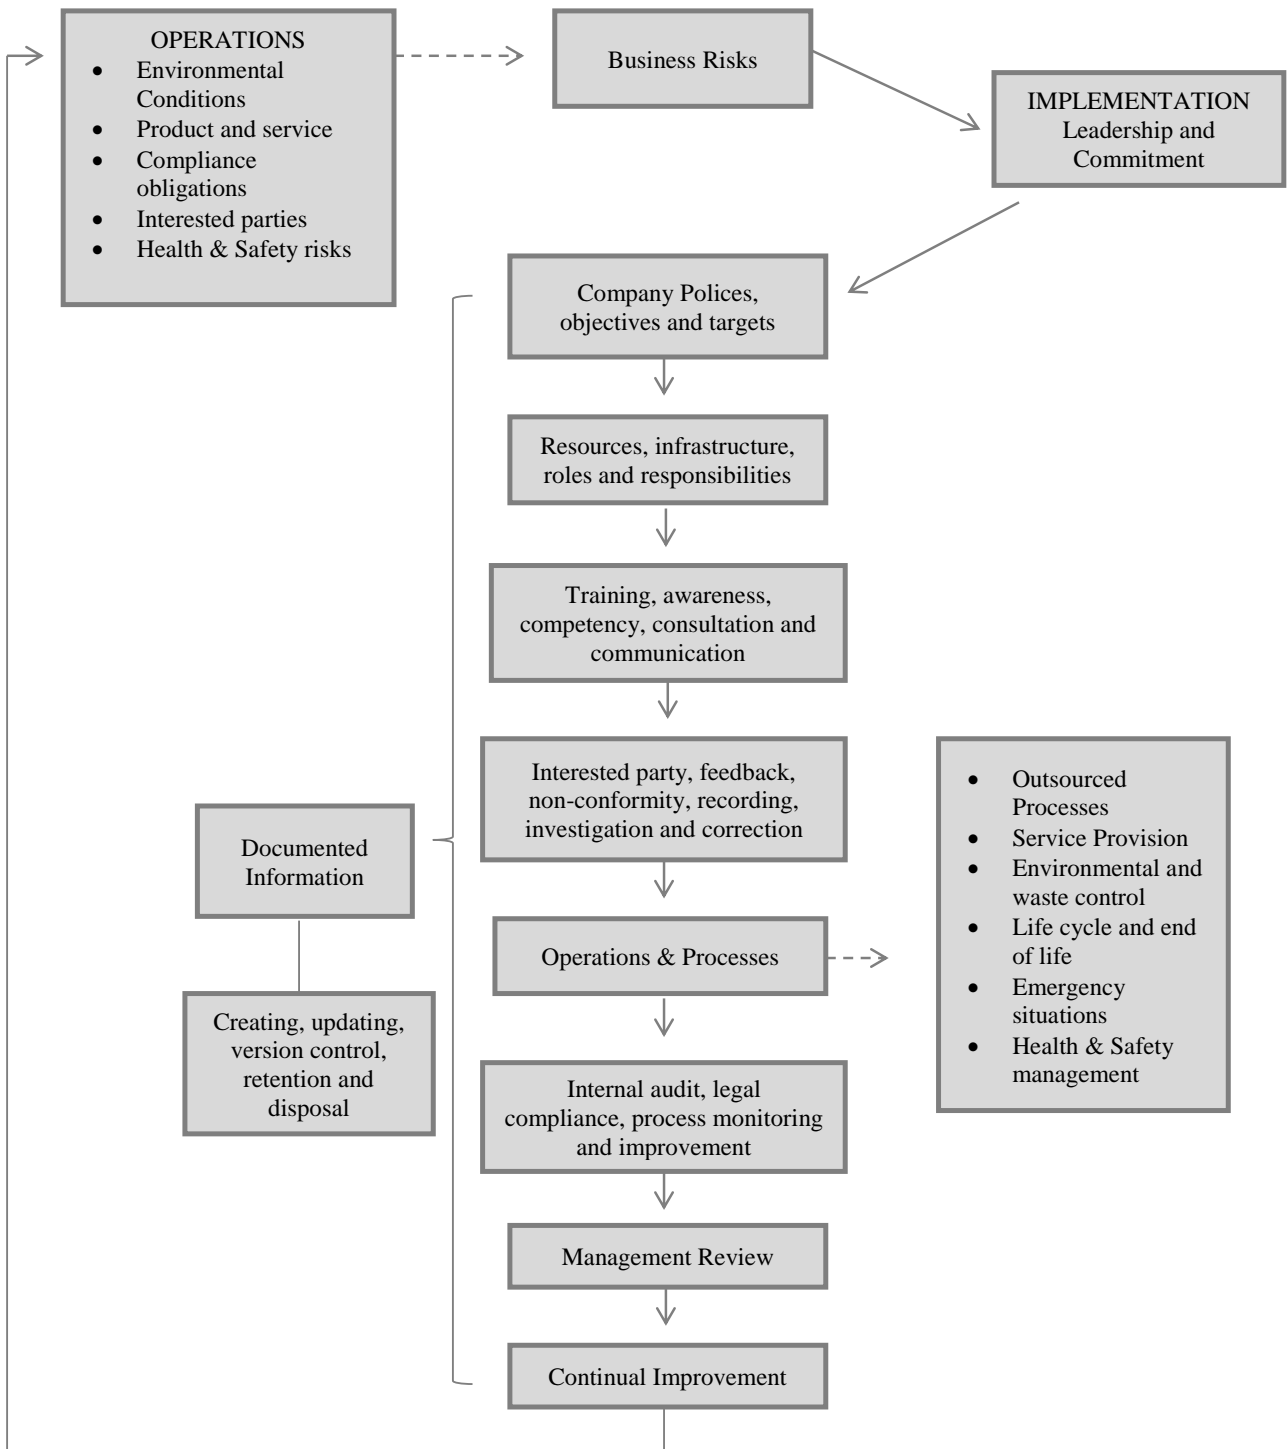 OPERATIONS
• Environmental
Conditions
• Product and service
• Compliance
obligations
• Interested parties
• Health & Safety risks
Business Risks
IMPLEMENTATION
Leadership and
Commitment
Company Polices,
objectives and targets
Resources, infrastructure,
roles and responsibilities
Training, awareness,
competency, consultation and
communication
Interested party, feedback,
non-conformity, recording,
investigation and correction
Documented
Information
Operations & Processes
• Outsourced
Processes
• Service Provision
• Environmental and
waste control
• Life cycle and end
of life
• Emergency
situations
• Health & Safety
management
Creating, updating,
version control,
retention and
disposal
Internal audit, legal
compliance, process monitoring
and improvement
Management Review
Continual Improvement